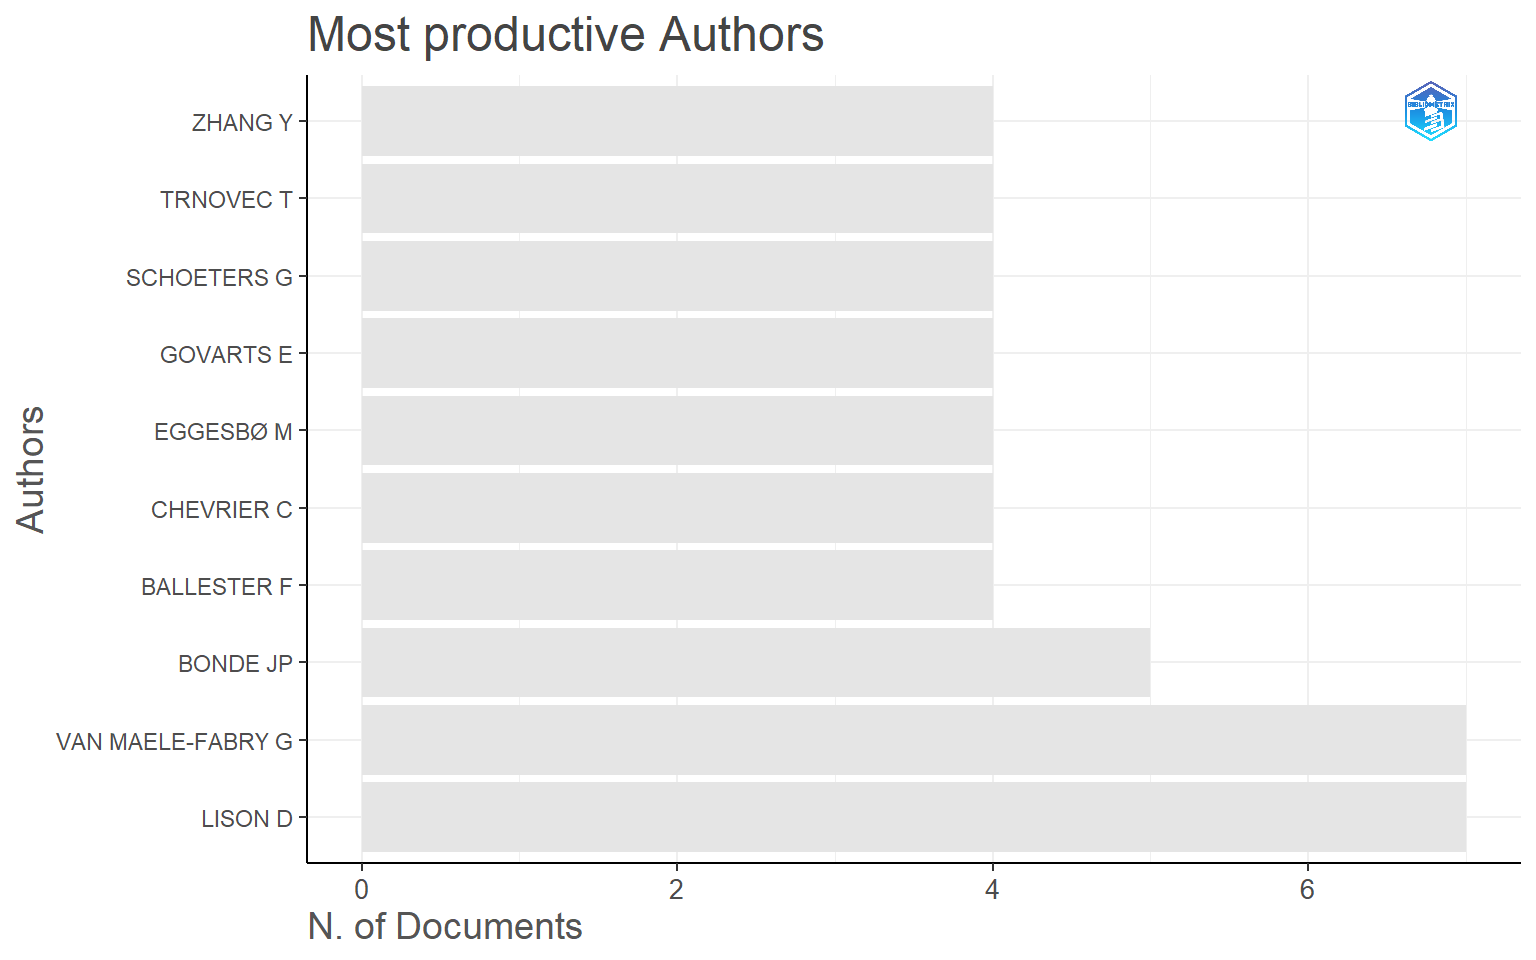 Most productive Authors
BIBLIOMETRIX
ZHANG Y
TRNOVEC T
SCHOETERS G
GOVARTS E
EGGESBØ M
CHEVRIER C
BALLESTER F
BONDE JP
VAN MAELE-FABRY G
LISON D
Authors
0 2 4 6
N. of Documents